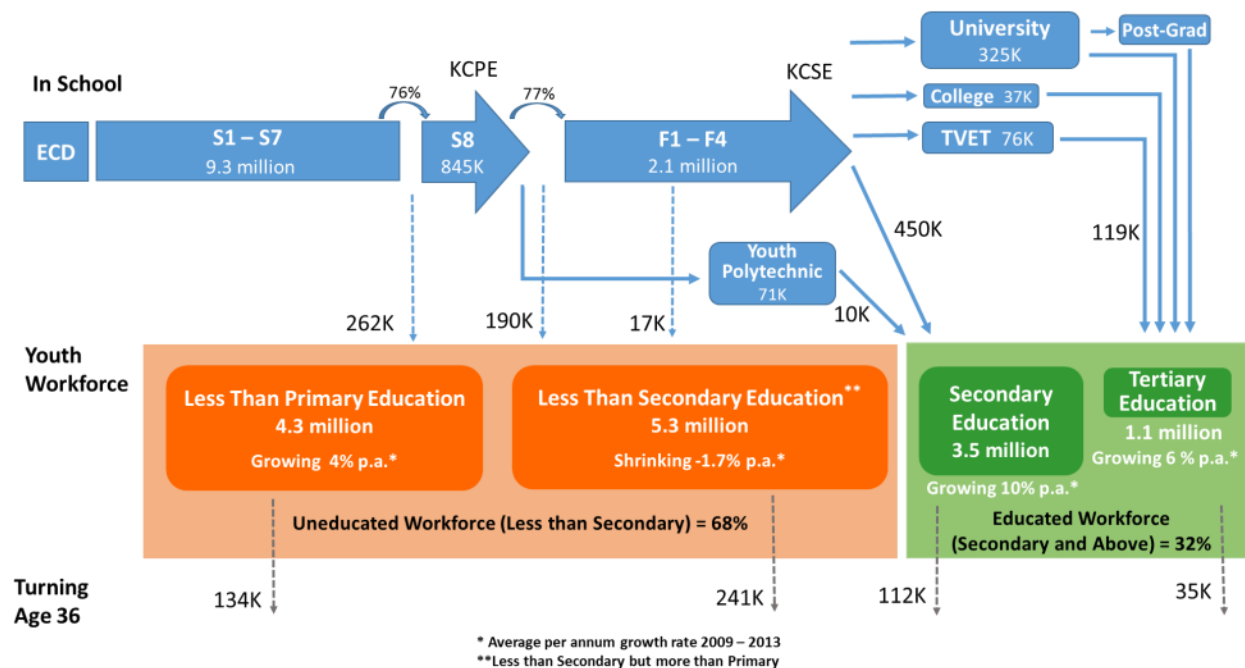 University
325K
Post-Grad
KCPE
KCSE
In School
76%
77%
College 37K
ECD
S1 – S7
9.3 million
S8
845K
F1 – F4
2.1 million
TVET 76K
450K
119K
Youth
Polytechnic
71K
262K
190K
17K
10K
Youth
Workforce
Less Than Primary Education
4.3 million
Growing 4% p.a.*
Less Than Secondary Education**
5.3 million
Shrinking -1.7% p.a.*
Secondary
Education
3.5 million
Growing 10% p.a.*
Tertiary
Education
1.1 million
Growing 6 % p.a.*
Uneducated Workforce (Less than Secondary) = 68%
Educated Workforce
(Secondary and Above) = 32%
Turning
Age 36
134K
241K
112K
35K
* Average per annum growth rate 2009 – 2013
**Less than Secondary but more than Primary